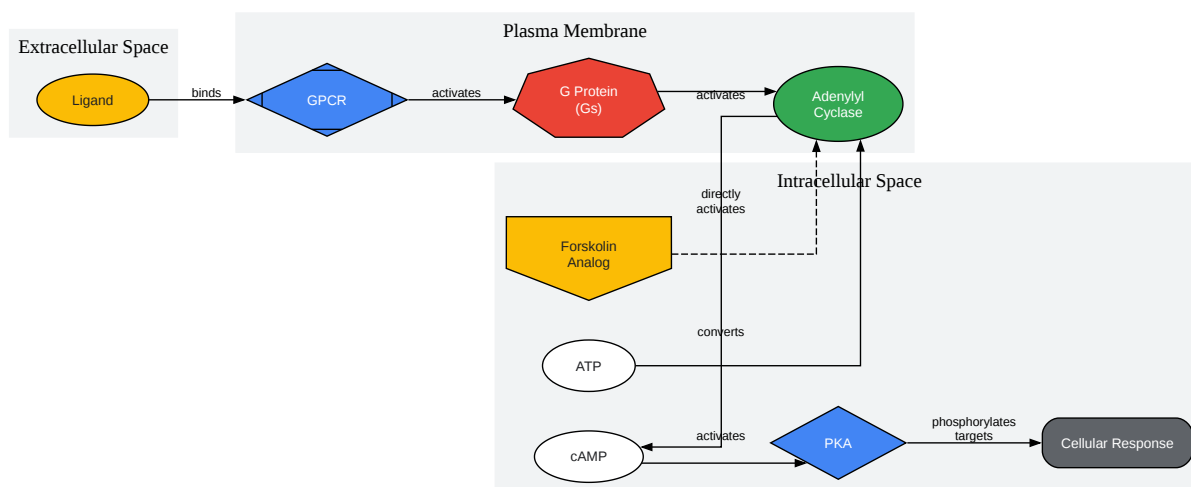 Extracellular Space
Plasma Membrane
Ligand
binds
GPCR
activates
G Protein
(Gs)
activates
Adenylyl
Cyclase
Intracellular Space
directly
activates
Forskolin
Analog
converts
ATP
cAMP
activates
PKA
phosphorylates
targets
Cellular Response